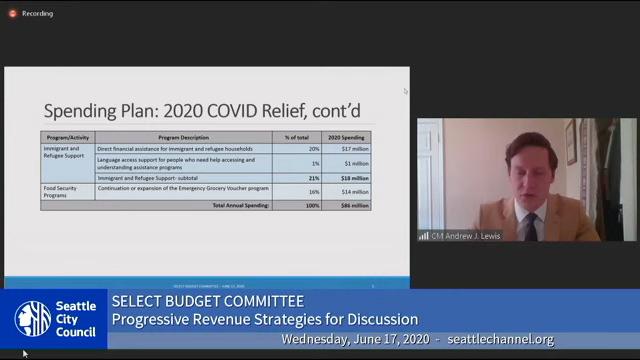 Recording
Spending Plan: 2020 COVID Relief, cont'd
Program/Activity Program Description % of total 2020 Spending
Immigrant and Refugee Support Direct financial assistance for immigrant and refugee households 20% $17 million
Language access support for people who need help accessing and understanding assistance programs 1% $1 million
Immigrant and Refugee Support- subtotal 21% $18 million
Food Security Programs Continuation or expansion of the Emergency Grocery Voucher program 16% $14 million
Total Annual Spending: 100% $86 million
SELECT BUDGET COMMITTEE – JUNE 17, 2020
CM Andrew J. Lewis
Seattle
City
Council
SELECT BUDGET COMMITTEE
Progressive Revenue Strategies for Discussion
Wednesday, June 17, 2020 - seattlechannel.org